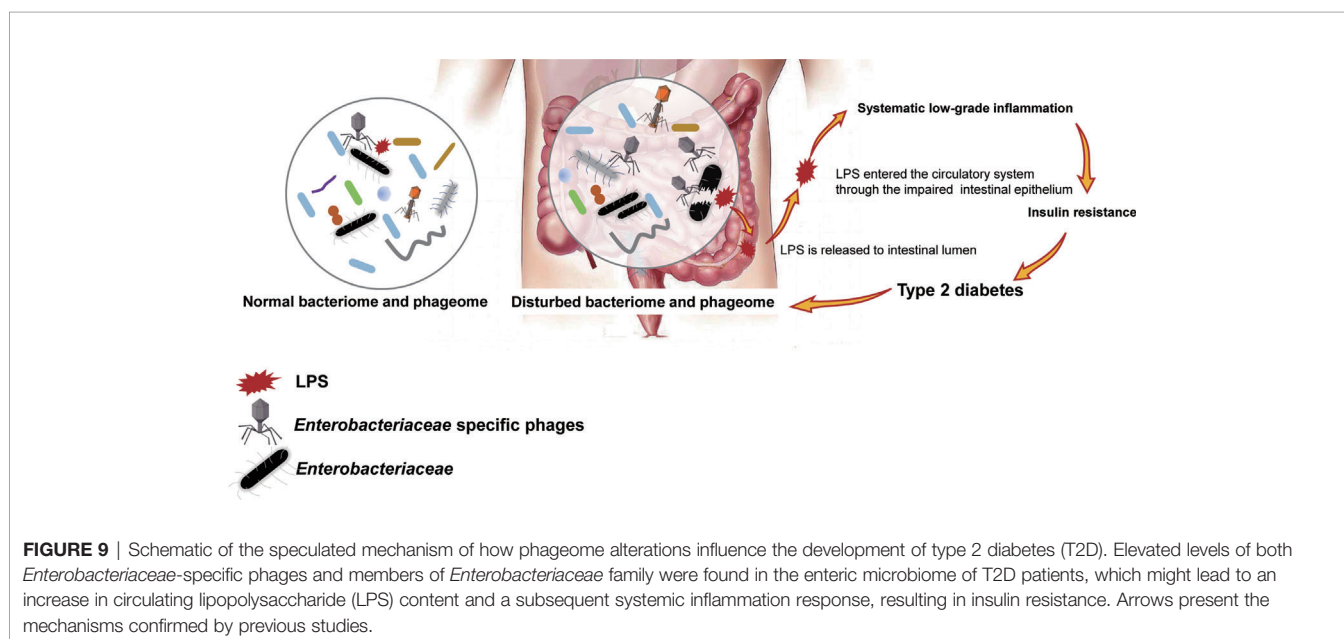 Systematic low-grade inflammation
LPS entered the circulatory system
through the impaired intestinal epithelium
Insulin resistance
LPS is released to intestinal lumen
Type 2 diabetes
Normal bacteriome and phageome
Disturbed bacteriome and phageome
LPS
Enterobacteriaceae specific phages
Enterobacteriaceae
FIGURE 9 | Schematic of the speculated mechanism of how phageome alterations influence the development of type 2 diabetes (T2D). Elevated levels of both
Enterobacteriaceae-specific phages and members of Enterobacteriaceae family were found in the enteric microbiome of T2D patients, which might lead to an
increase in circulating lipopolysaccharide (LPS) content and a subsequent systemic inflammation response, resulting in insulin resistance. Arrows present the
mechanisms confirmed by previous studies.